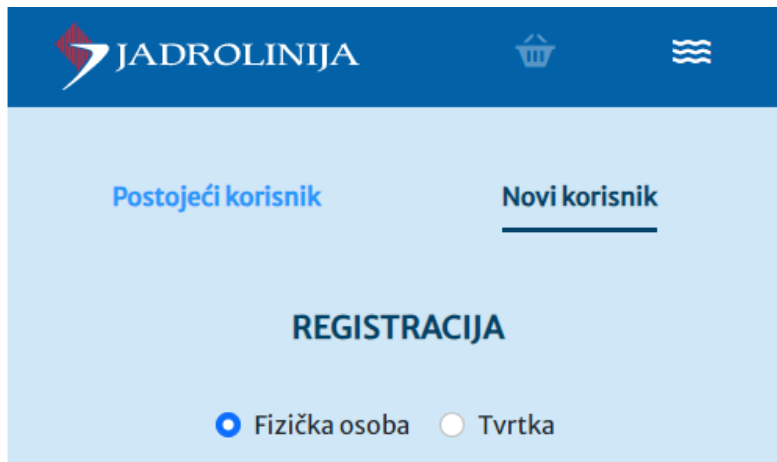 JADROLINIJA
Postojeći korisnik Novi korisnik
REGISTRACIJA
Fizička osoba Tvrtka